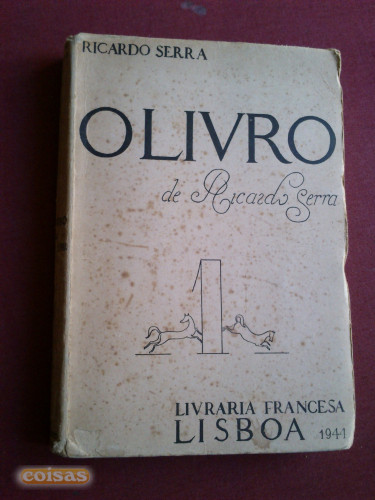 RICARDO SERRA
O LIVRO
de Ricardo Serra
1
LIVRARIA FRANCESA
LISBOA 1941
coisas